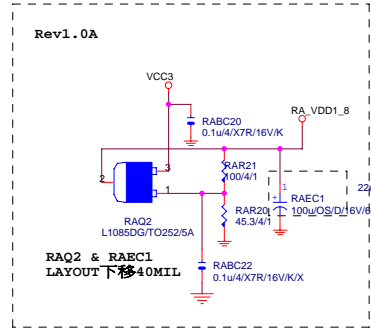 Rev1.0A
VCC3
RABC20
0.1u/4/X7R/16V/K
RA_VDD1_8
2
3
1
RAR21
100/4/1
1
22
+
RAEC1
100u/OS/D/16V/6
RAQ2
L1085DG/TO252/5A
RAR20
45.3/4/1
RAQ2 & RAEC1
LAYOUT下移40MIL
RABC22
0.1u/4/X7R/16V/K/X